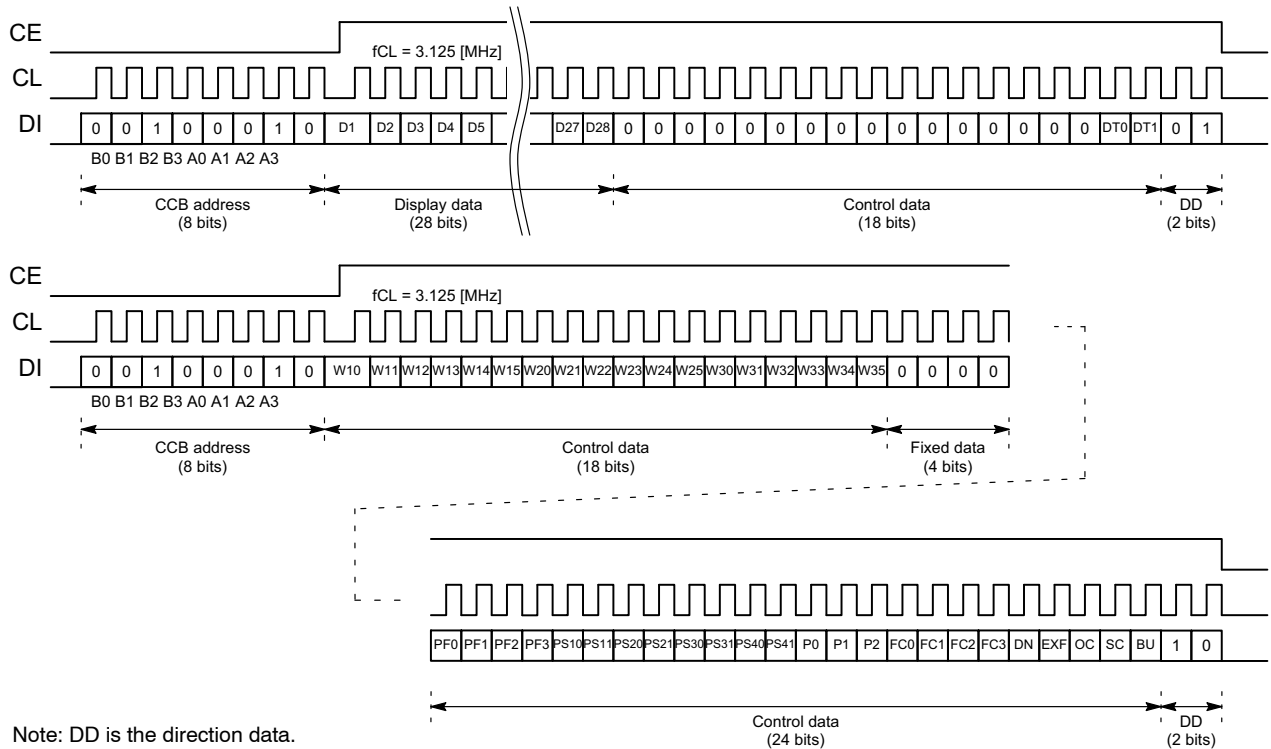 CE
fCL = 3.125 [MHz]
CL
DI 0 0 1 0 0 0 1 0 D1 D2 D3 D4 D5 D27 D28 0 0 0 0 0 0 0 0 0 0 0 0 0 0 0 0 DT0 DT1 0 1
B0 B1 B2 B3 A0 A1 A2 A3
CCB address Display data Control data DD
(8 bits) (28 bits) (18 bits) (2 bits)
CE
fCL = 3.125 [MHz]
CL
DI 0 0 1 0 0 0 1 0 W10 W11 W12 W13 W14 W15 W20 W21 W22 W23 W24 W25 W30 W31 W32 W33 W34 W35 0 0 0 0
B0 B1 B2 B3 A0 A1 A2 A3
CCB address Control data Fixed data
(8 bits) (18 bits) (4 bits)
PF0 PF1 PF2 PF3 PS10 PS11 PS20 PS21 PS30 PS31 PS40 PS41 P0 P1 P2 FC0 FC1 FC2 FC3 DN EXF OC SC BU 1 0
Control data DD
(24 bits) (2 bits)
Note: DD is the direction data.